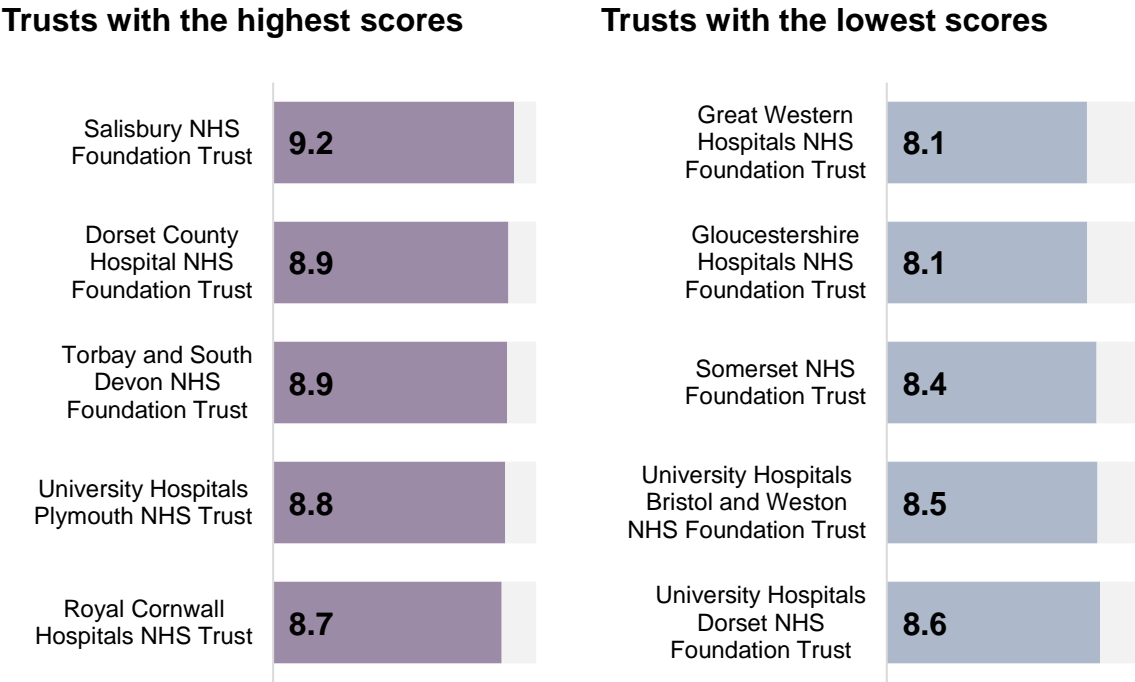 Trusts with the highest scores
Salisbury NHS
Foundation Trust
9.2
Dorset County
Hospital NHS
Foundation Trust
8.9
Torbay and South
Devon NHS
Foundation Trust
8.9
University Hospitals
Plymouth NHS Trust
8.8
Royal Cornwall
Hospitals NHS Trust
8.7
Trusts with the lowest scores
Great Western
Hospitals NHS
Foundation Trust
8.1
Gloucestershire
Hospitals NHS
Foundation Trust
8.1
Somerset NHS
Foundation Trust
8.4
University Hospitals
Bristol and Weston
NHS Foundation Trust
8.5
University Hospitals
Dorset NHS
Foundation Trust
8.6